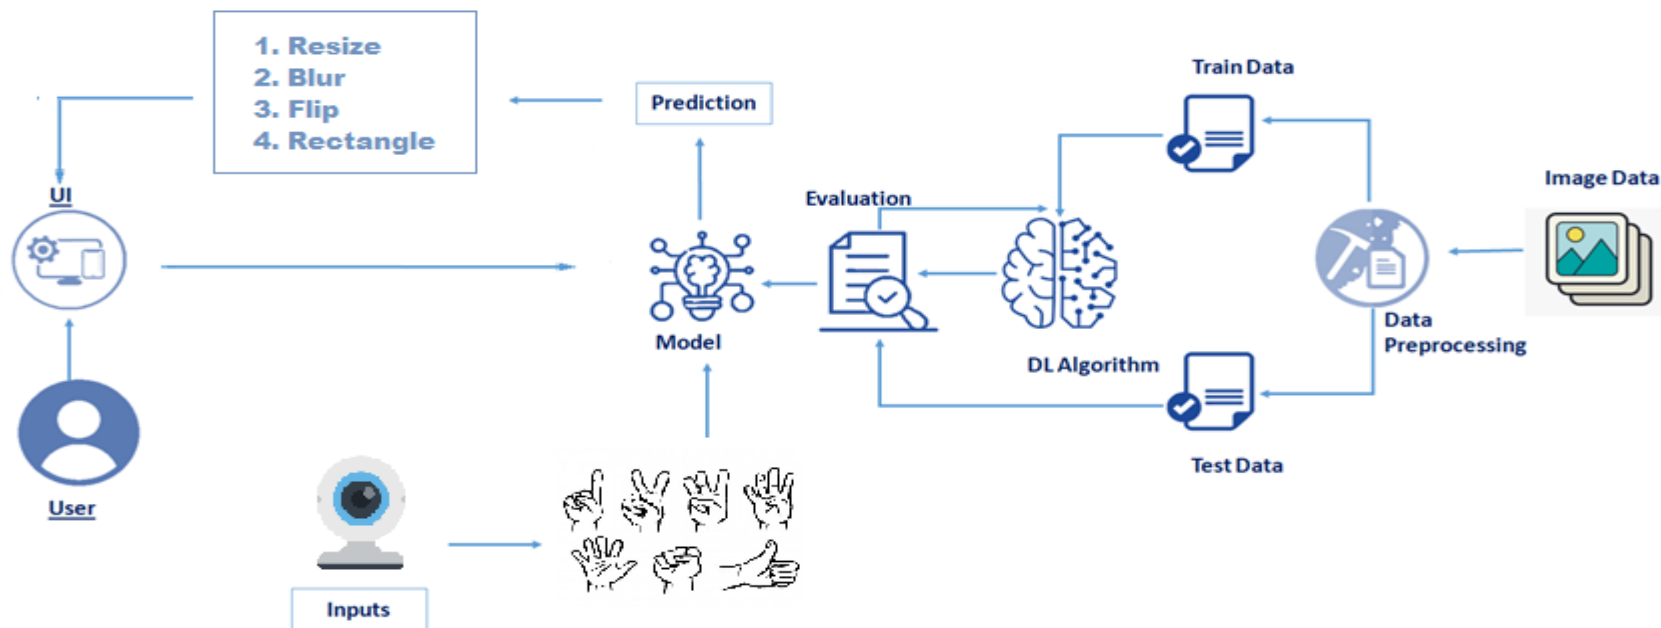 1. Resize
2. Blur
3. Flip
4. Rectangle
Prediction
Train Data
UI
Evaluation
Image Data
Model
DL Algorithm
Data
Preprocessing
Test Data
User
Inputs